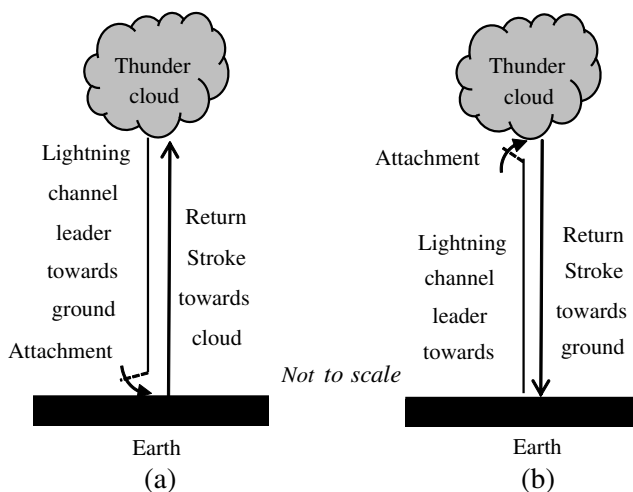 Thunder
cloud
Lightning
channel
leader
towards
ground
Return
Stroke
towards
cloud
Attachment
Earth
(a)
Not to scale
Thunder
cloud
Attachment
Lightning
channel
leader
towards
Return
Stroke
towards
ground
Earth
(b)